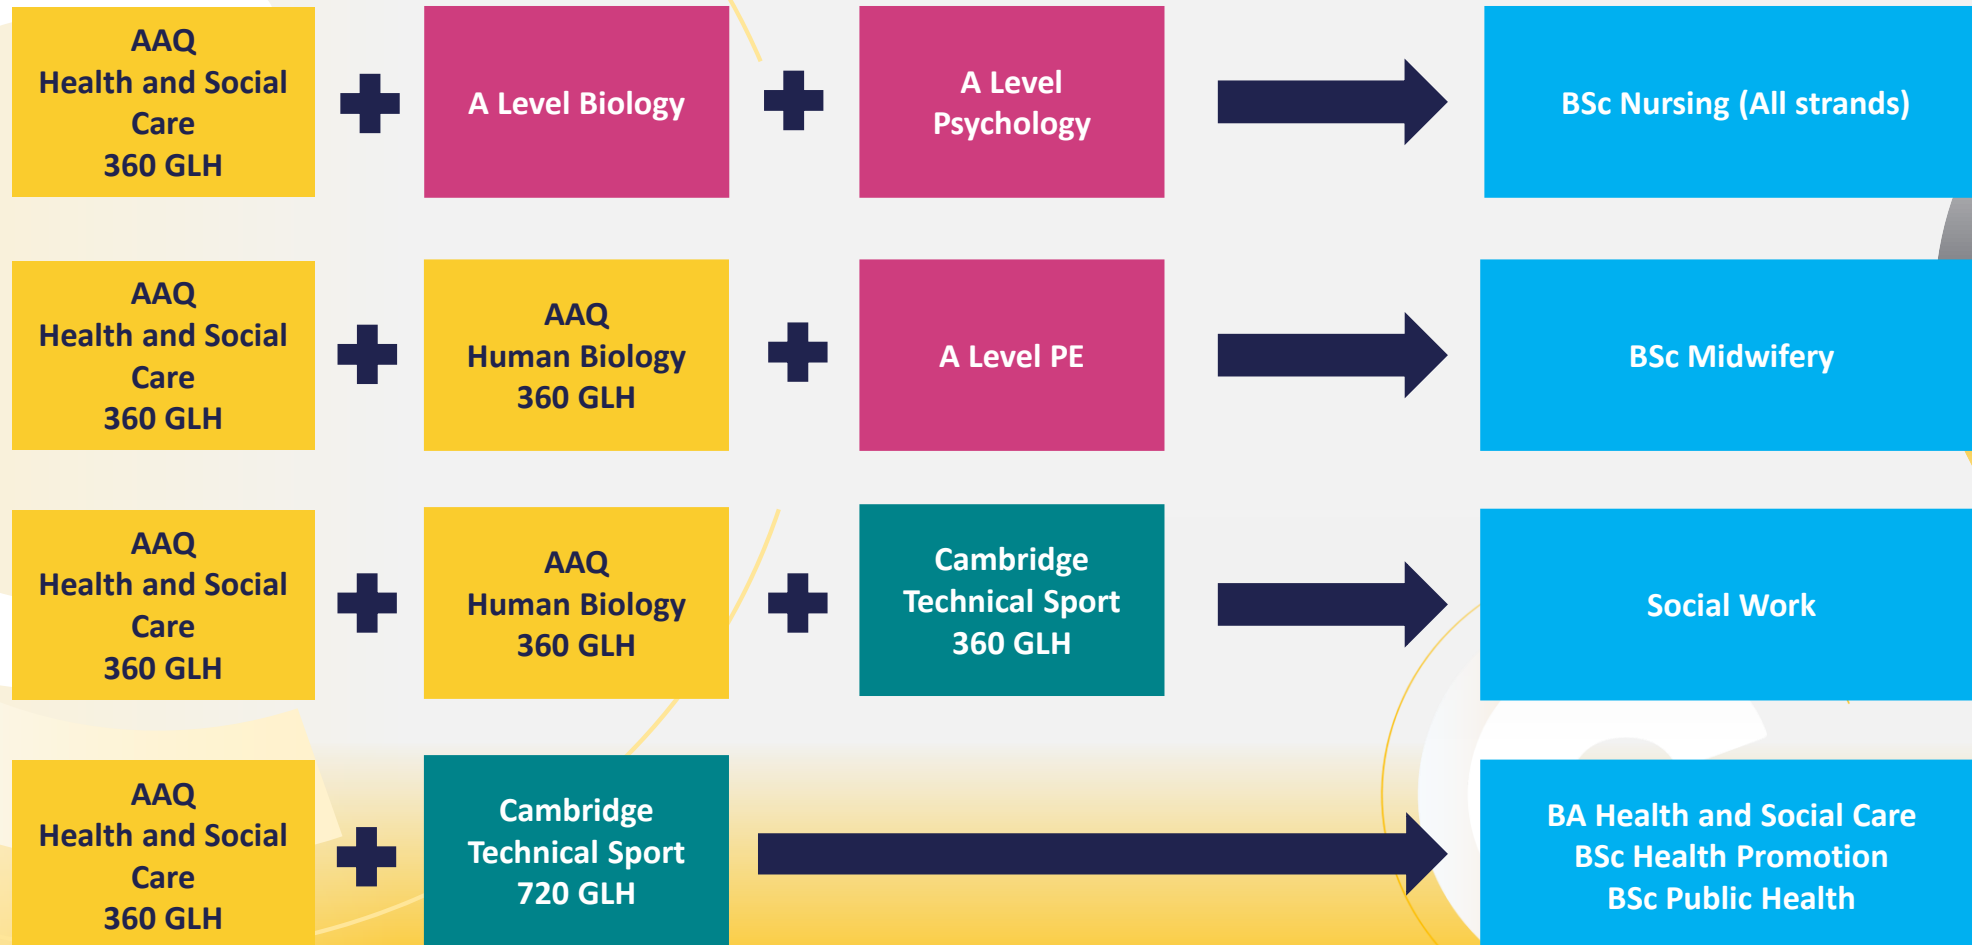 AAQ
Health and Social
Care
360 GLH
A Level Biology
A Level
Psychology
BSc Nursing (All strands)
AAQ
Health and Social
Care
360 GLH
AAQ
Human Biology
360 GLH
A Level PE
BSc Midwifery
AAQ
Health and Social
Care
360 GLH
AAQ
Human Biology
360 GLH
Cambridge
Technical Sport
360 GLH
Social Work
AAQ
Health and Social
Care
360 GLH
Cambridge
Technical Sport
720 GLH
BA Health and Social Care
BSc Health Promotion
BSc Public Health